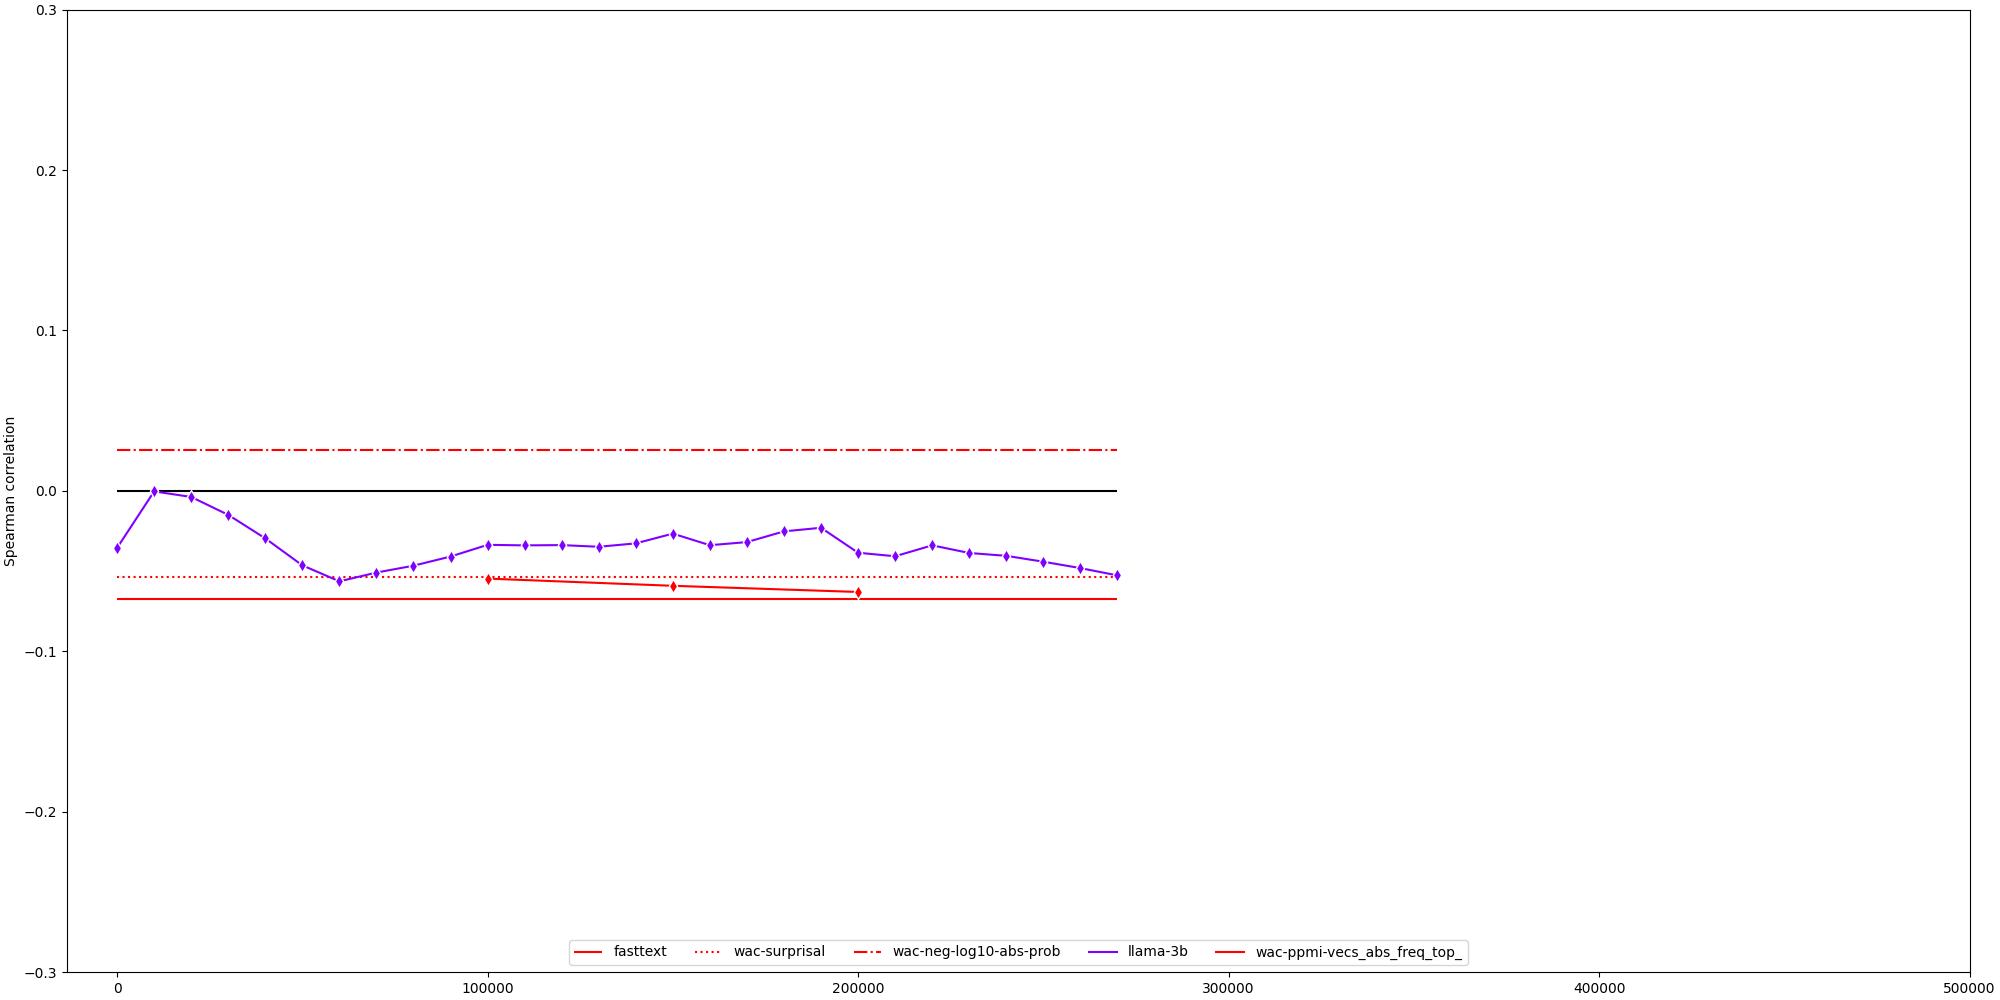 0.3
0.2
0.1
0.0
−0.1
−0.2
−0.3
Spearman correlation
0 100000 200000 300000 400000 500000
fasttext wac-surprisal wac-neg-log10-abs-prob llama-3b wac-ppmi-vecs_abs_freq_top_